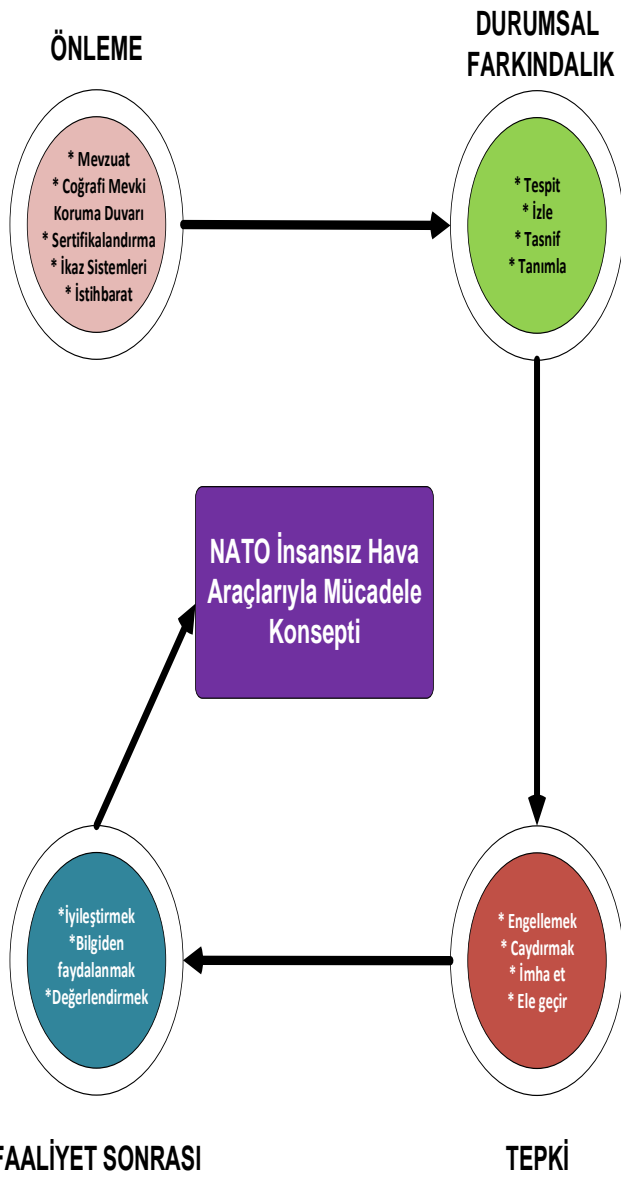 ÖNLEME
DURUMSAL
FARKINDALIK
* Mevzuat
* Coğrafi Mevki
Koruma Duvarı
* Sertifikalandırma
* İkaz Sistemleri
* İstihbarat
* Tespit
* İzle
* Tasnif
* Tanımla
NATO İnsansız Hava
Araçlarıyla Mücadele
Konsepti
*İyileştirmek
*Bilgiden
faydalanmak
*Değerlendirmek
* Engellemek
* Caydırmak
* İmha et
* Ele geçir
FAALİYET SONRASI
TEPKİ